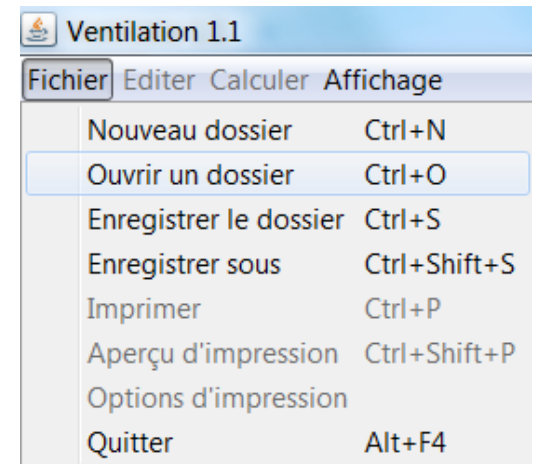 Ventilation 1.1
Fichier Editer Calculer Affichage
Nouveau dossier Ctrl+N
Ouvrir un dossier Ctrl+O
Enregistrer le dossier Ctrl+S
Enregistrer sous Ctrl+Shift+S
Imprimer Ctrl+P
Aperçu d'impression Ctrl+Shift+P
Options d'impression
Quitter Alt+F4